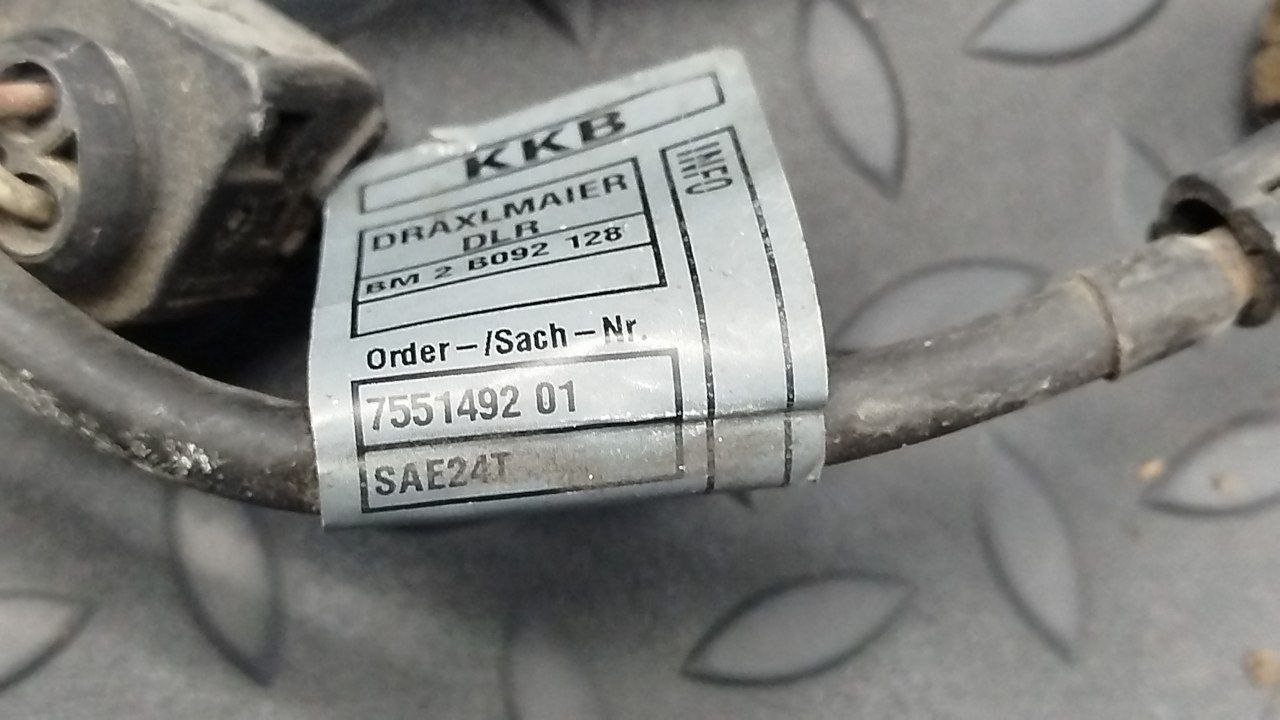 KKB
DRAXLMAIER
DLR
BM 2 B092 128
INFO
Order-/Sach-Nr.
7551492 01
SAE24T